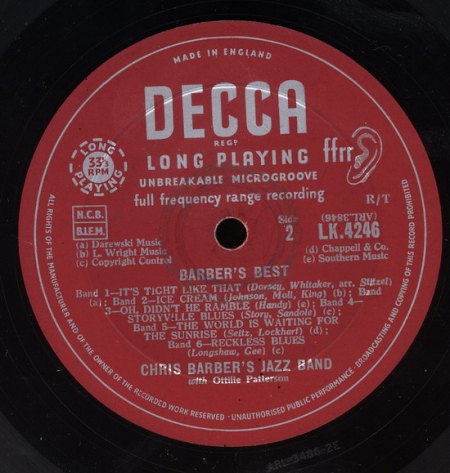 MADE IN ENGLAND
DECCA
REGD
LONG PLAYING
ffrr
UNBREAKABLE MICROGROOVE
full frequency range recording
LONG 33⅓ RPM PLAYING
R/T
(ARL.3486)
N.C.B.
B.I.E.M.
Side 2
LK.4246
(a) Darewski Music
(b) L. Wright Music
(c) Copyright Control
(d) Chappell & Co.
(e) Southern Music
BARBER'S BEST
Band 1—IT'S TIGHT LIKE THAT (Dorsey, Whitaker, arr. Stitzel)
(a); Band 2—ICE CREAM (Johnson, Moll, King) (b); Band
3—OH DIDN'T HE RAMBLE (Handy) (c) Band 4—
STORYVILLE BLUES (Story, Sandole) (c);
Band 5—THE WORLD IS WAITING FOR
THE SUNRISE (Seitz, Lockhart) (d);
Band 6—RECKLESS BLUES
(Longshaw, Gee) (c)
CHRIS BARBER'S JAZZ BAND
with Ottilie Patterson
ALL RIGHTS OF THE MANUFACTURER AND OF THE OWNER OF THE RECORDED WORK RESERVED · UNAUTHORISED PUBLIC PERFORMANCE · BROADCASTING AND COPYING OF THIS RECORD PROHIBITED
ARL-3486-2E